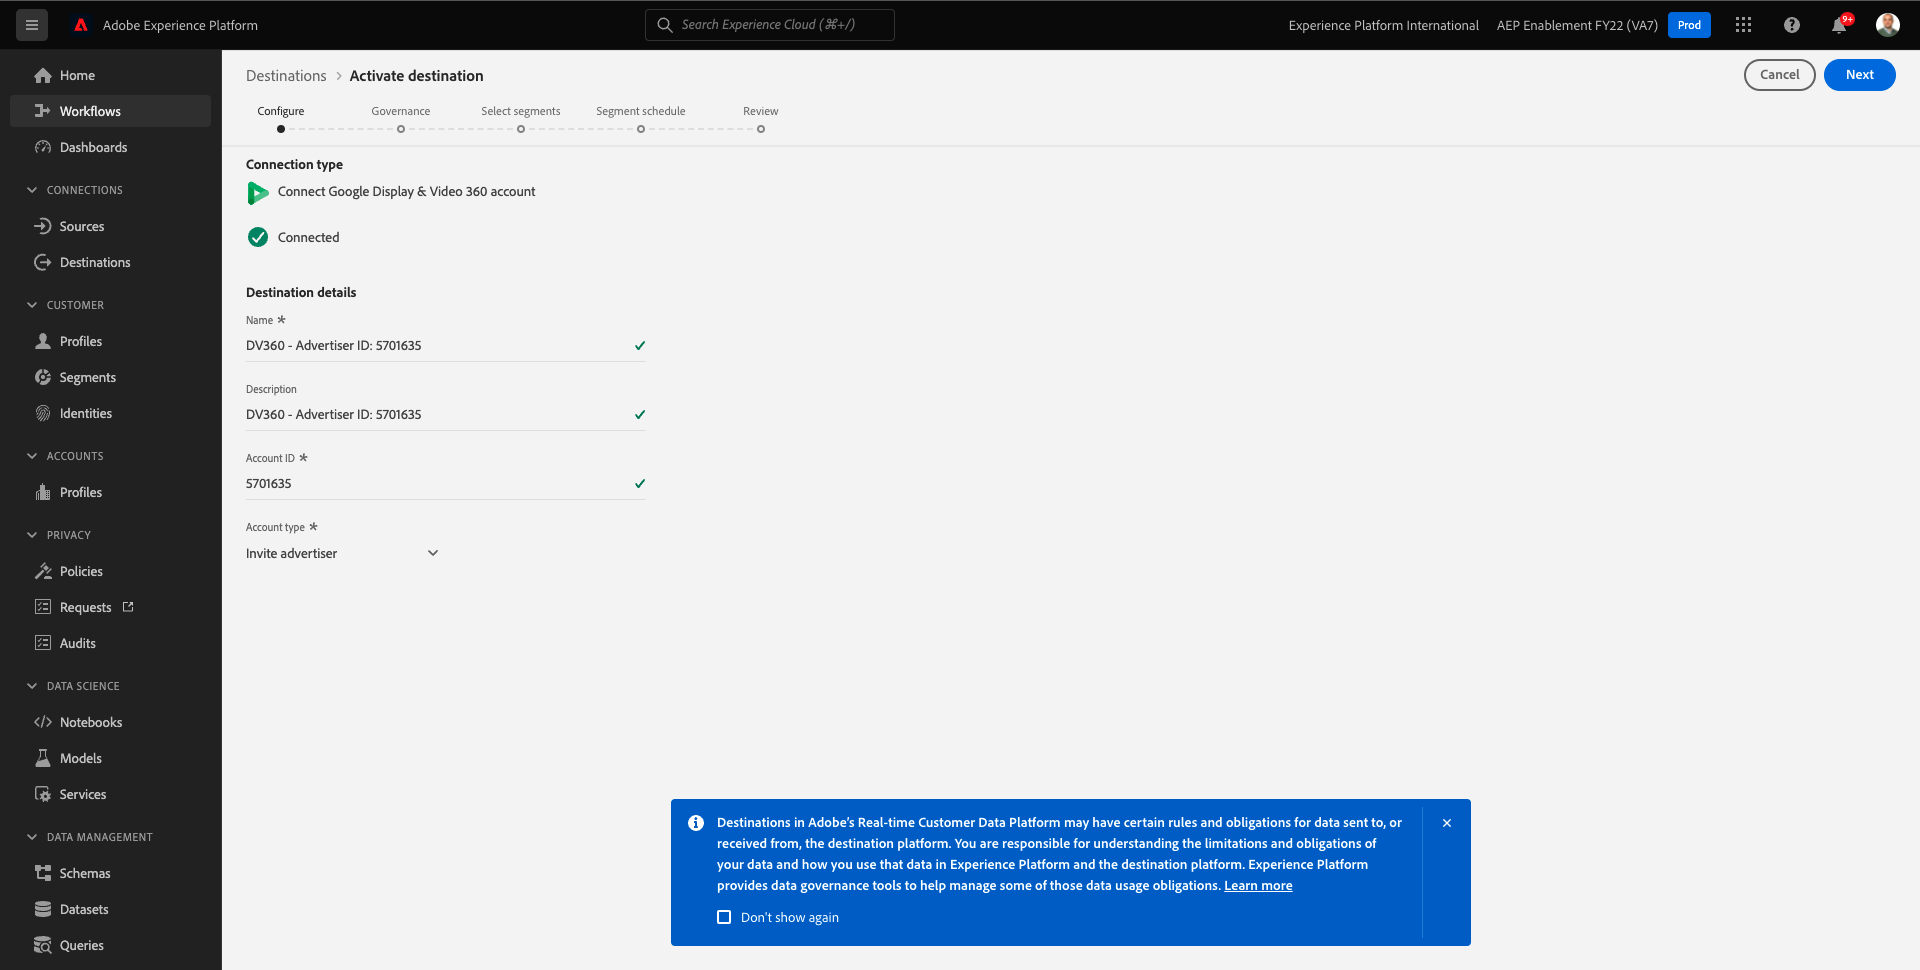 Adobe Experience Platform
Search Experience Cloud (⌘+/)
Experience Platform International
AEP Enablement FY22 (VA7)
Prod
9+
Home
Workflows
Dashboards
CONNECTIONS
Sources
Destinations
CUSTOMER
Profiles
Segments
Identities
ACCOUNTS
Profiles
PRIVACY
Policies
Requests
Audits
DATA SCIENCE
Notebooks
Models
Services
DATA MANAGEMENT
Schemas
Datasets
Queries
Destinations > Activate destination
Cancel
Next
Configure
Governance
Select segments
Segment schedule
Review
Connection type
Connect Google Display & Video 360 account
Connected
Destination details
Name *
DV360 - Advertiser ID: 5701635
Description
DV360 - Advertiser ID: 5701635
Account ID *
5701635
Account type *
Invite advertiser
Destinations in Adobe's Real-time Customer Data Platform may have certain rules and obligations for data sent to, or
received from, the destination platform. You are responsible for understanding the limitations and obligations of
your data and how you use that data in Experience Platform and the destination platform. Experience Platform
provides data governance tools to help manage some of those data usage obligations. Learn more
Don't show again